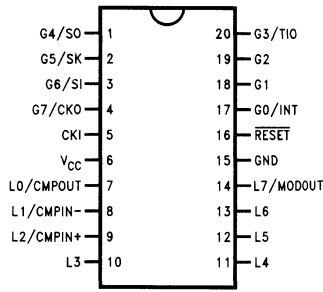 G4/SO 1 20 G3/TIO
G5/SK 2 19 G2
G6/SI 3 18 G1
G7/CKO 4 17 G0/INT
CKI 5 16 RESET
VCC 6 15 GND
L0/CMPOUT 7 14 L7/MODOUT
L1/CMPIN- 8 13 L6
L2/CMPIN+ 9 12 L5
L3 10 11 L4